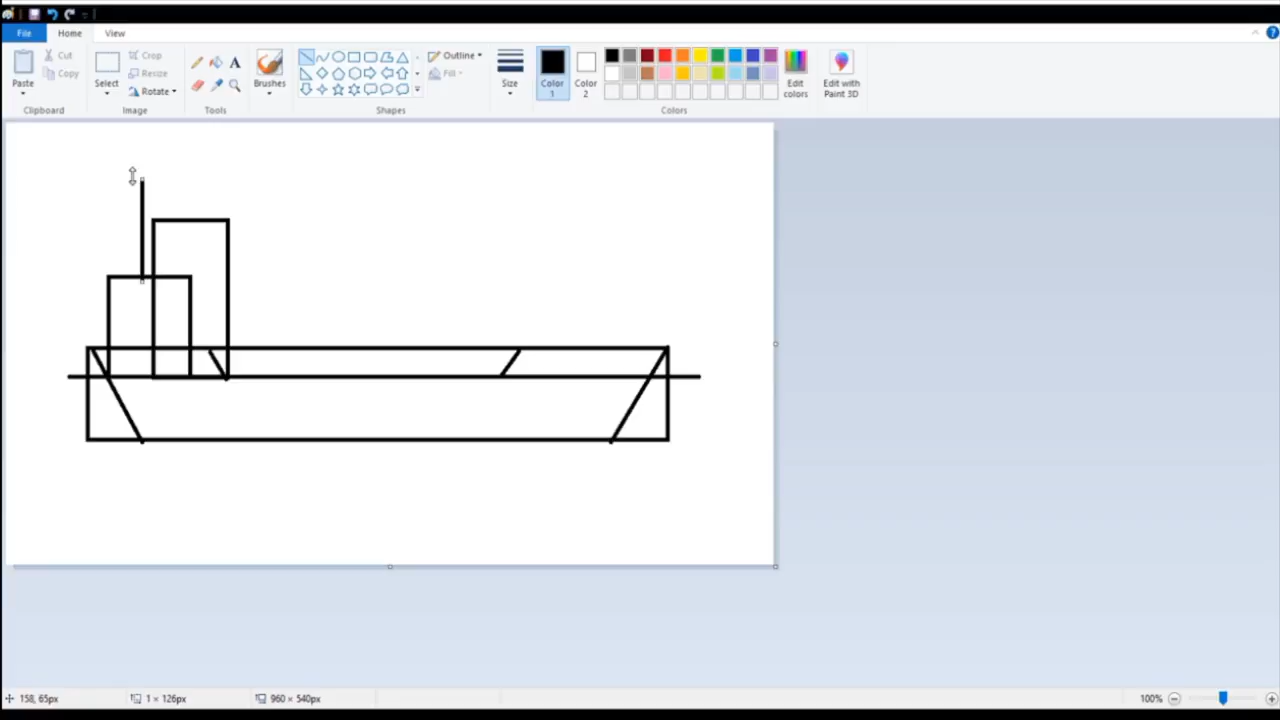 File Home View
Paste
Cut
Copy
Clipboard
Select
Crop
Resize
Rotate
Image
Tools
Brushes
Shapes
Outline
Fill
Size
Color 1
Color 2
Colors
Edit colors
Edit with Paint 3D
158, 65px 1 × 126px 960 × 540px 100%